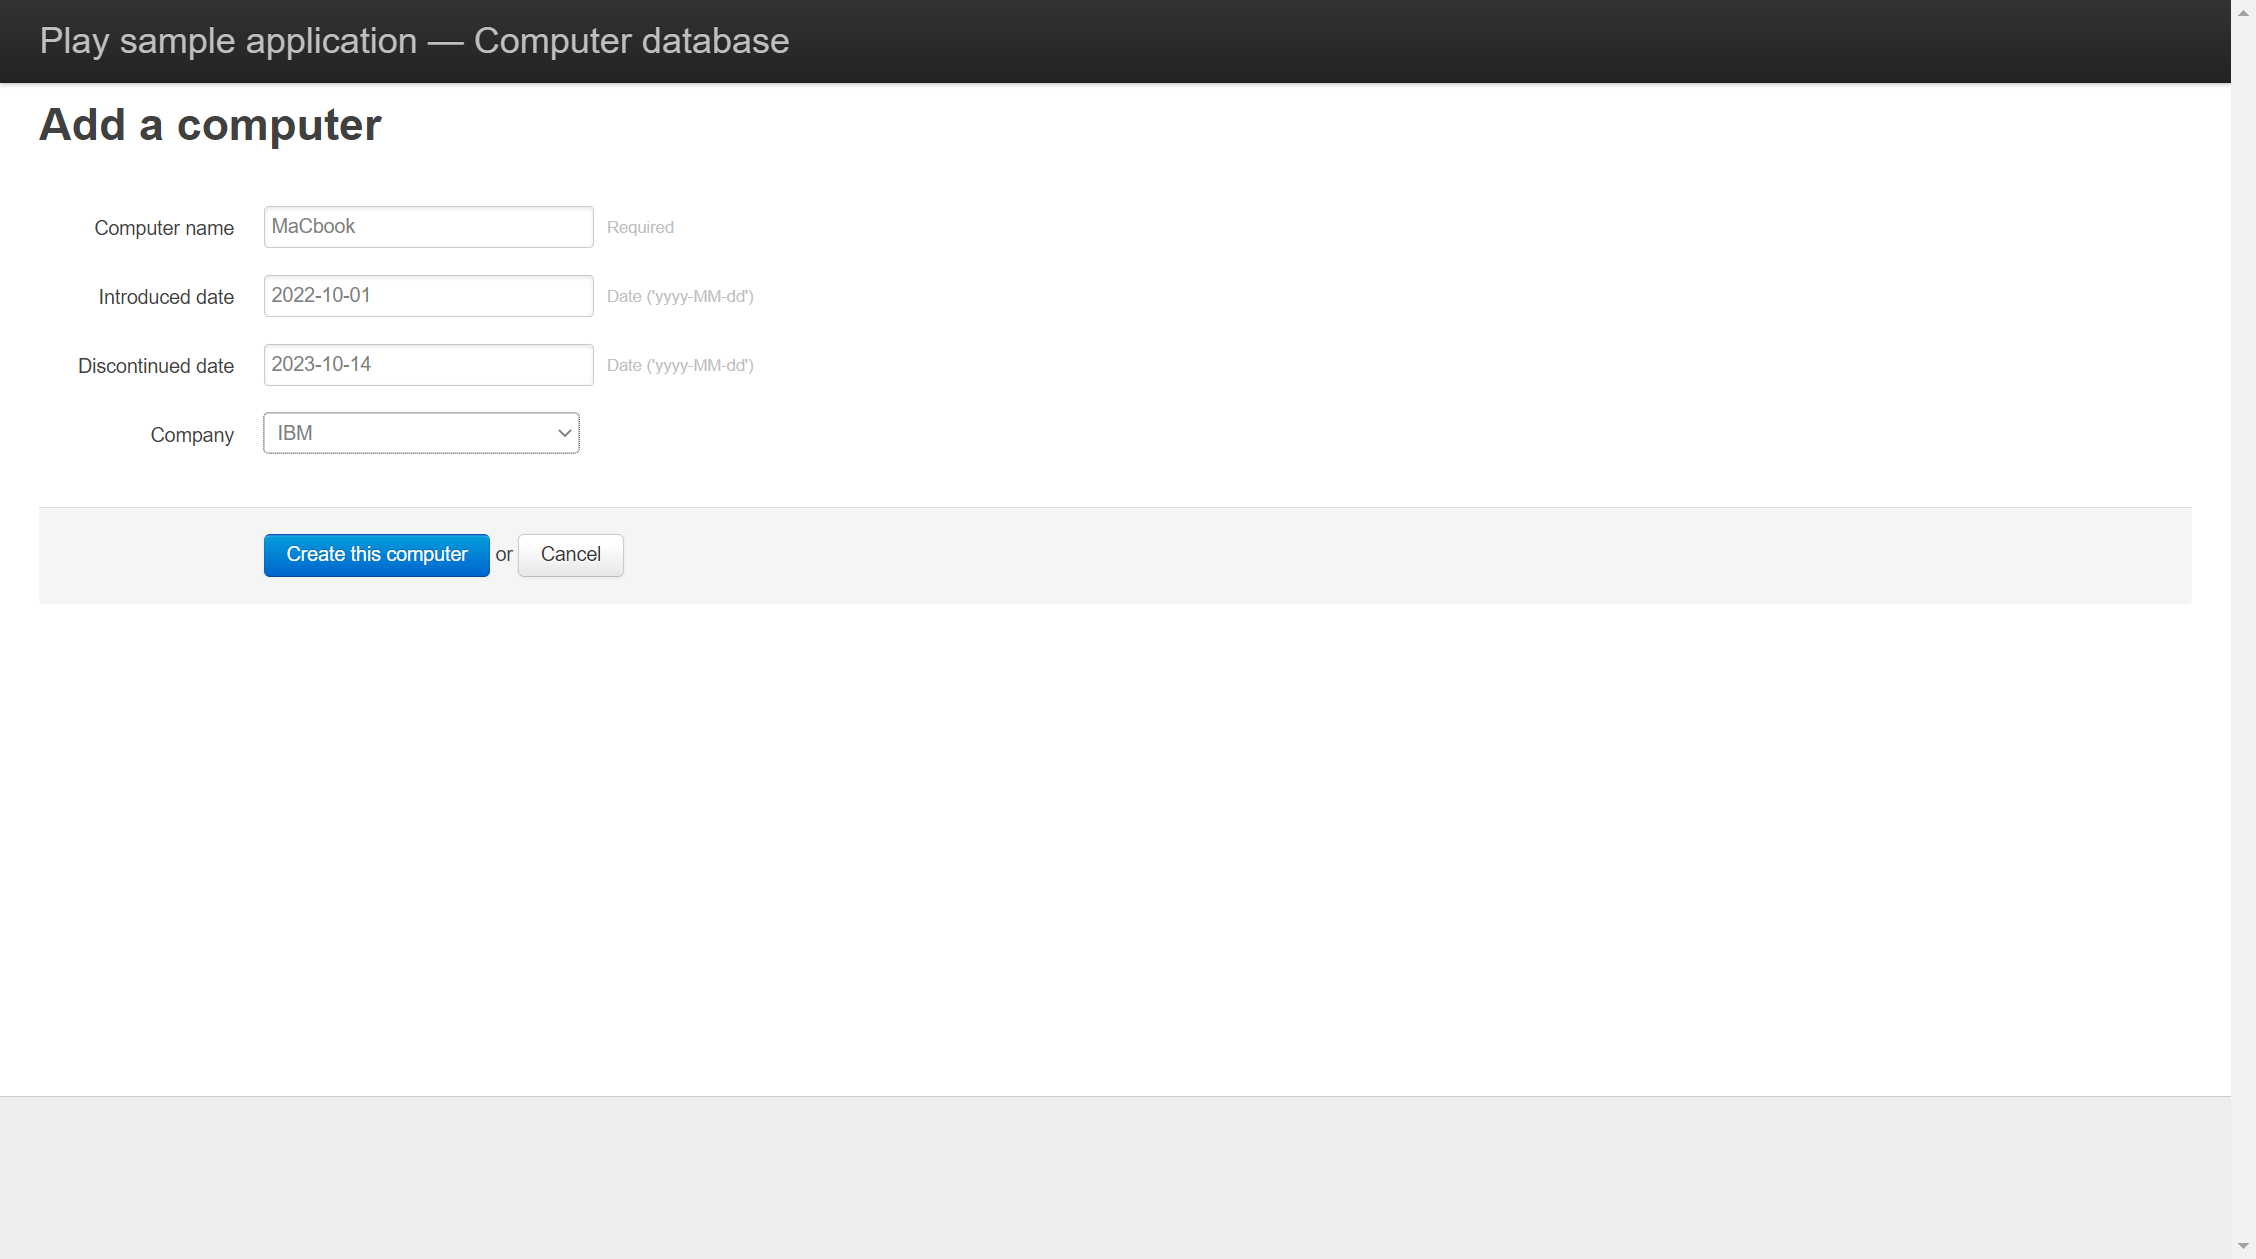 Play sample application — Computer database
Add a computer
Computer name MaCbook Required
Introduced date 2022-10-01 Date ('yyyy-MM-dd')
Discontinued date 2023-10-14 Date ('yyyy-MM-dd')
Company IBM
Create this computer or Cancel